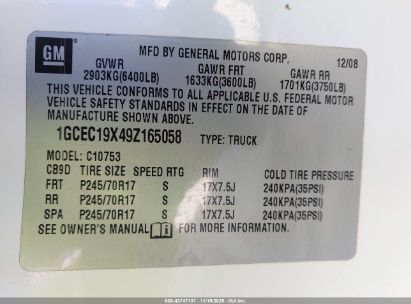 GM
MFD BY GENERAL MOTORS CORP. 12/08
GVWR GAWR FRT GAWR RR
2903KG(6400LB) 1633KG(3600LB) 1701KG(3750LB)
THIS VEHICLE CONFORMS TO ALL APPLICABLE U.S. FEDERAL MOTOR
VEHICLE SAFETY STANDARDS IN EFFECT ON THE DATE OF
MANUFACTURE SHOWN ABOVE.
1GCEC19X49Z165058 TYPE: TRUCK
MODEL: C10753
CB9D TIRE SIZE SPEED RTG RIM COLD TIRE PRESSURE
FRT P245/70R17 S 17X7.5J 240KPA(35PSI)
RR P245/70R17 S 17X7.5J 240KPA(35PSI)
SPA P245/70R17 S 17X7.5J 240KPA(35PSI)
SEE OWNER'S MANUAL FOR MORE INFORMATION.